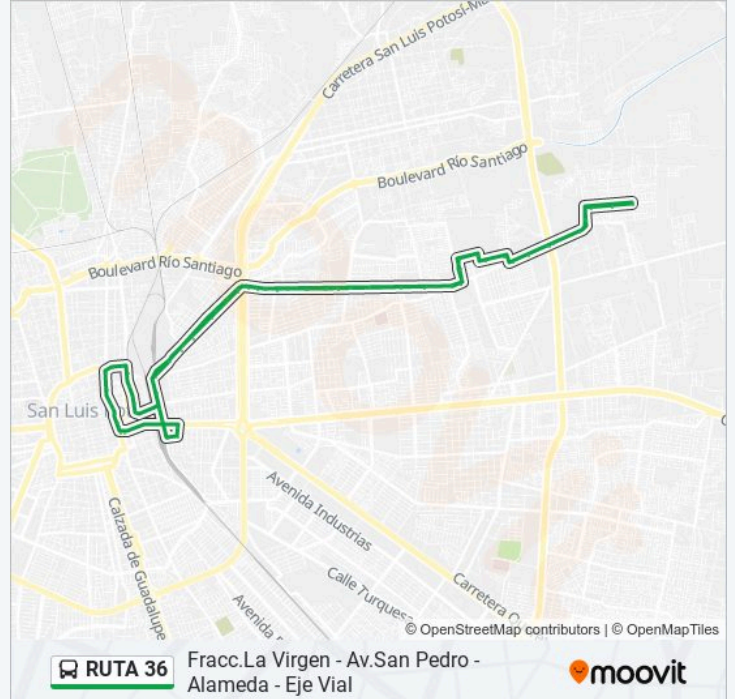 Carretera San Luis Potosí-M
Boulevard Río Santiago
Boulevard Río Santiago
San Luis
Avenida Industrias
Calzada de Guadalupe
Calle Turquesa
Carretera
Avenida
© OpenStreetMap contributors | © OpenMapTiles
RUTA 36
Fracc.La Virgen - Av.San Pedro -
Alameda - Eje Vial
moovit